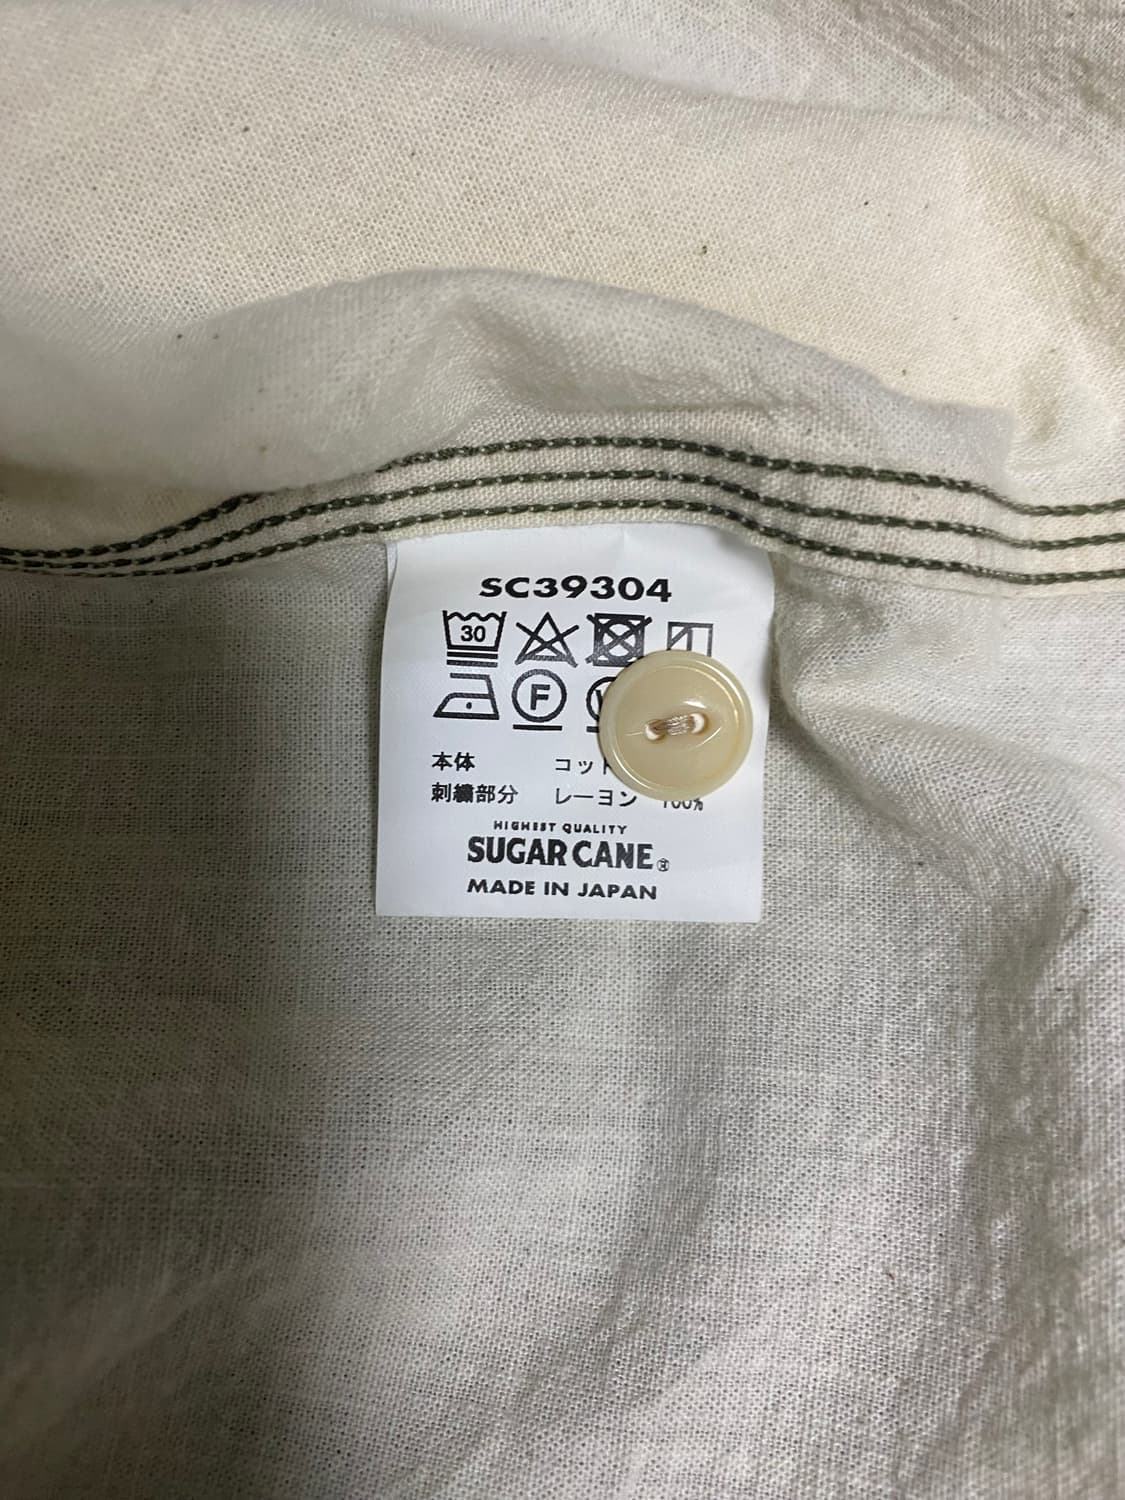 SC39304
30
F
本体 コット
刺繍部分 レーヨン 100%
HIGHEST QUALITY
SUGAR CANE
MADE IN JAPAN